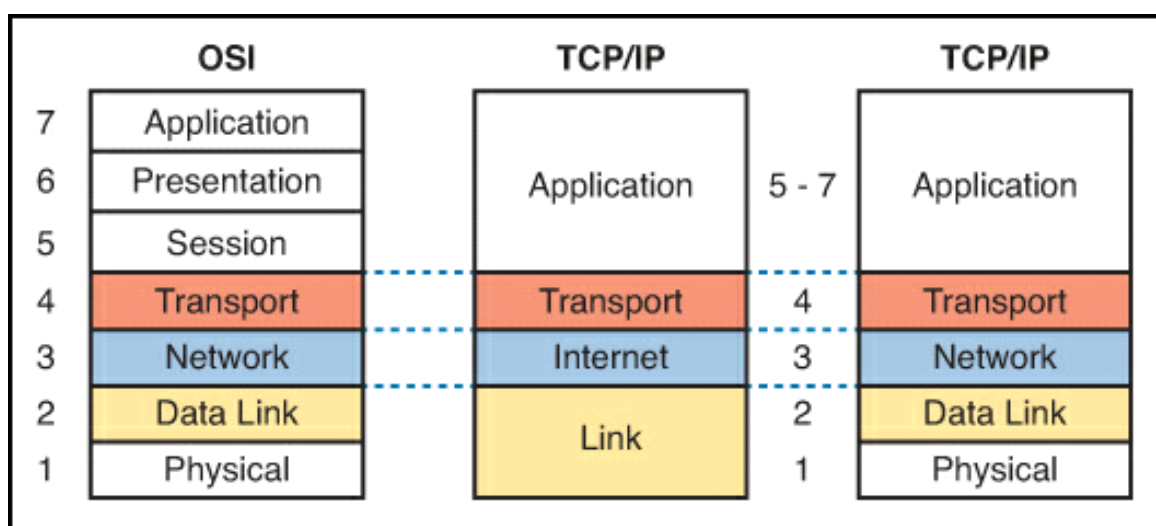 OSI TCP/IP TCP/IP
7 Application
6 Presentation Application 5 - 7 Application
5 Session
4 Transport Transport 4 Transport
3 Network Internet 3 Network
2 Data Link 2 Data Link
Link
1 Physical 1 Physical